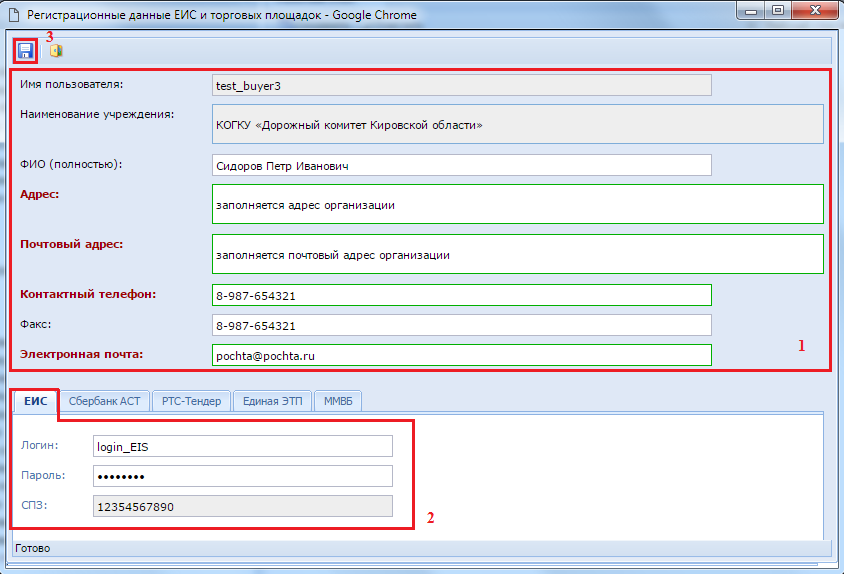 Регистрационные данные ЕИС и торговых площадок - Google Chrome
3
Имя пользователя: test_buyer3
Наименование учреждения: КОГКУ «Дорожный комитет Кировской области»
ФИО (полностью): Сидоров Петр Иванович
Адрес: заполняется адрес организации
Почтовый адрес: заполняется почтовый адрес организации
Контактный телефон: 8-987-654321
Факс: 8-987-654321
1
Электронная почта: pochta@pochta.ru
ЕИС Сбербанк АСТ РТС-Тендер Единая ЭТП ММВБ
Логин: login_EIS
Пароль: ••••••••
СПЗ: 12354567890
2
Готово